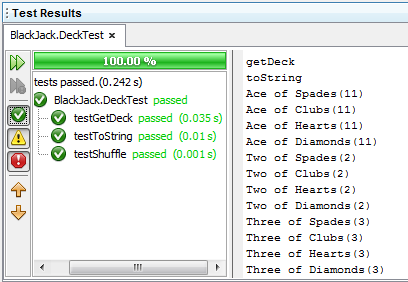 Test Results
BlackJack.DeckTest
100.00 %
tests passed.(0.242 s)
BlackJack.DeckTest passed
testGetDeck passed (0.035 s)
testToString passed (0.01 s)
testShuffle passed (0.001 s)
getDeck
toString
Ace of Spades(11)
Ace of Clubs(11)
Ace of Hearts(11)
Ace of Diamonds(11)
Two of Spades(2)
Two of Clubs(2)
Two of Hearts(2)
Two of Diamonds(2)
Three of Spades(3)
Three of Clubs(3)
Three of Hearts(3)
Three of Diamonds(3)